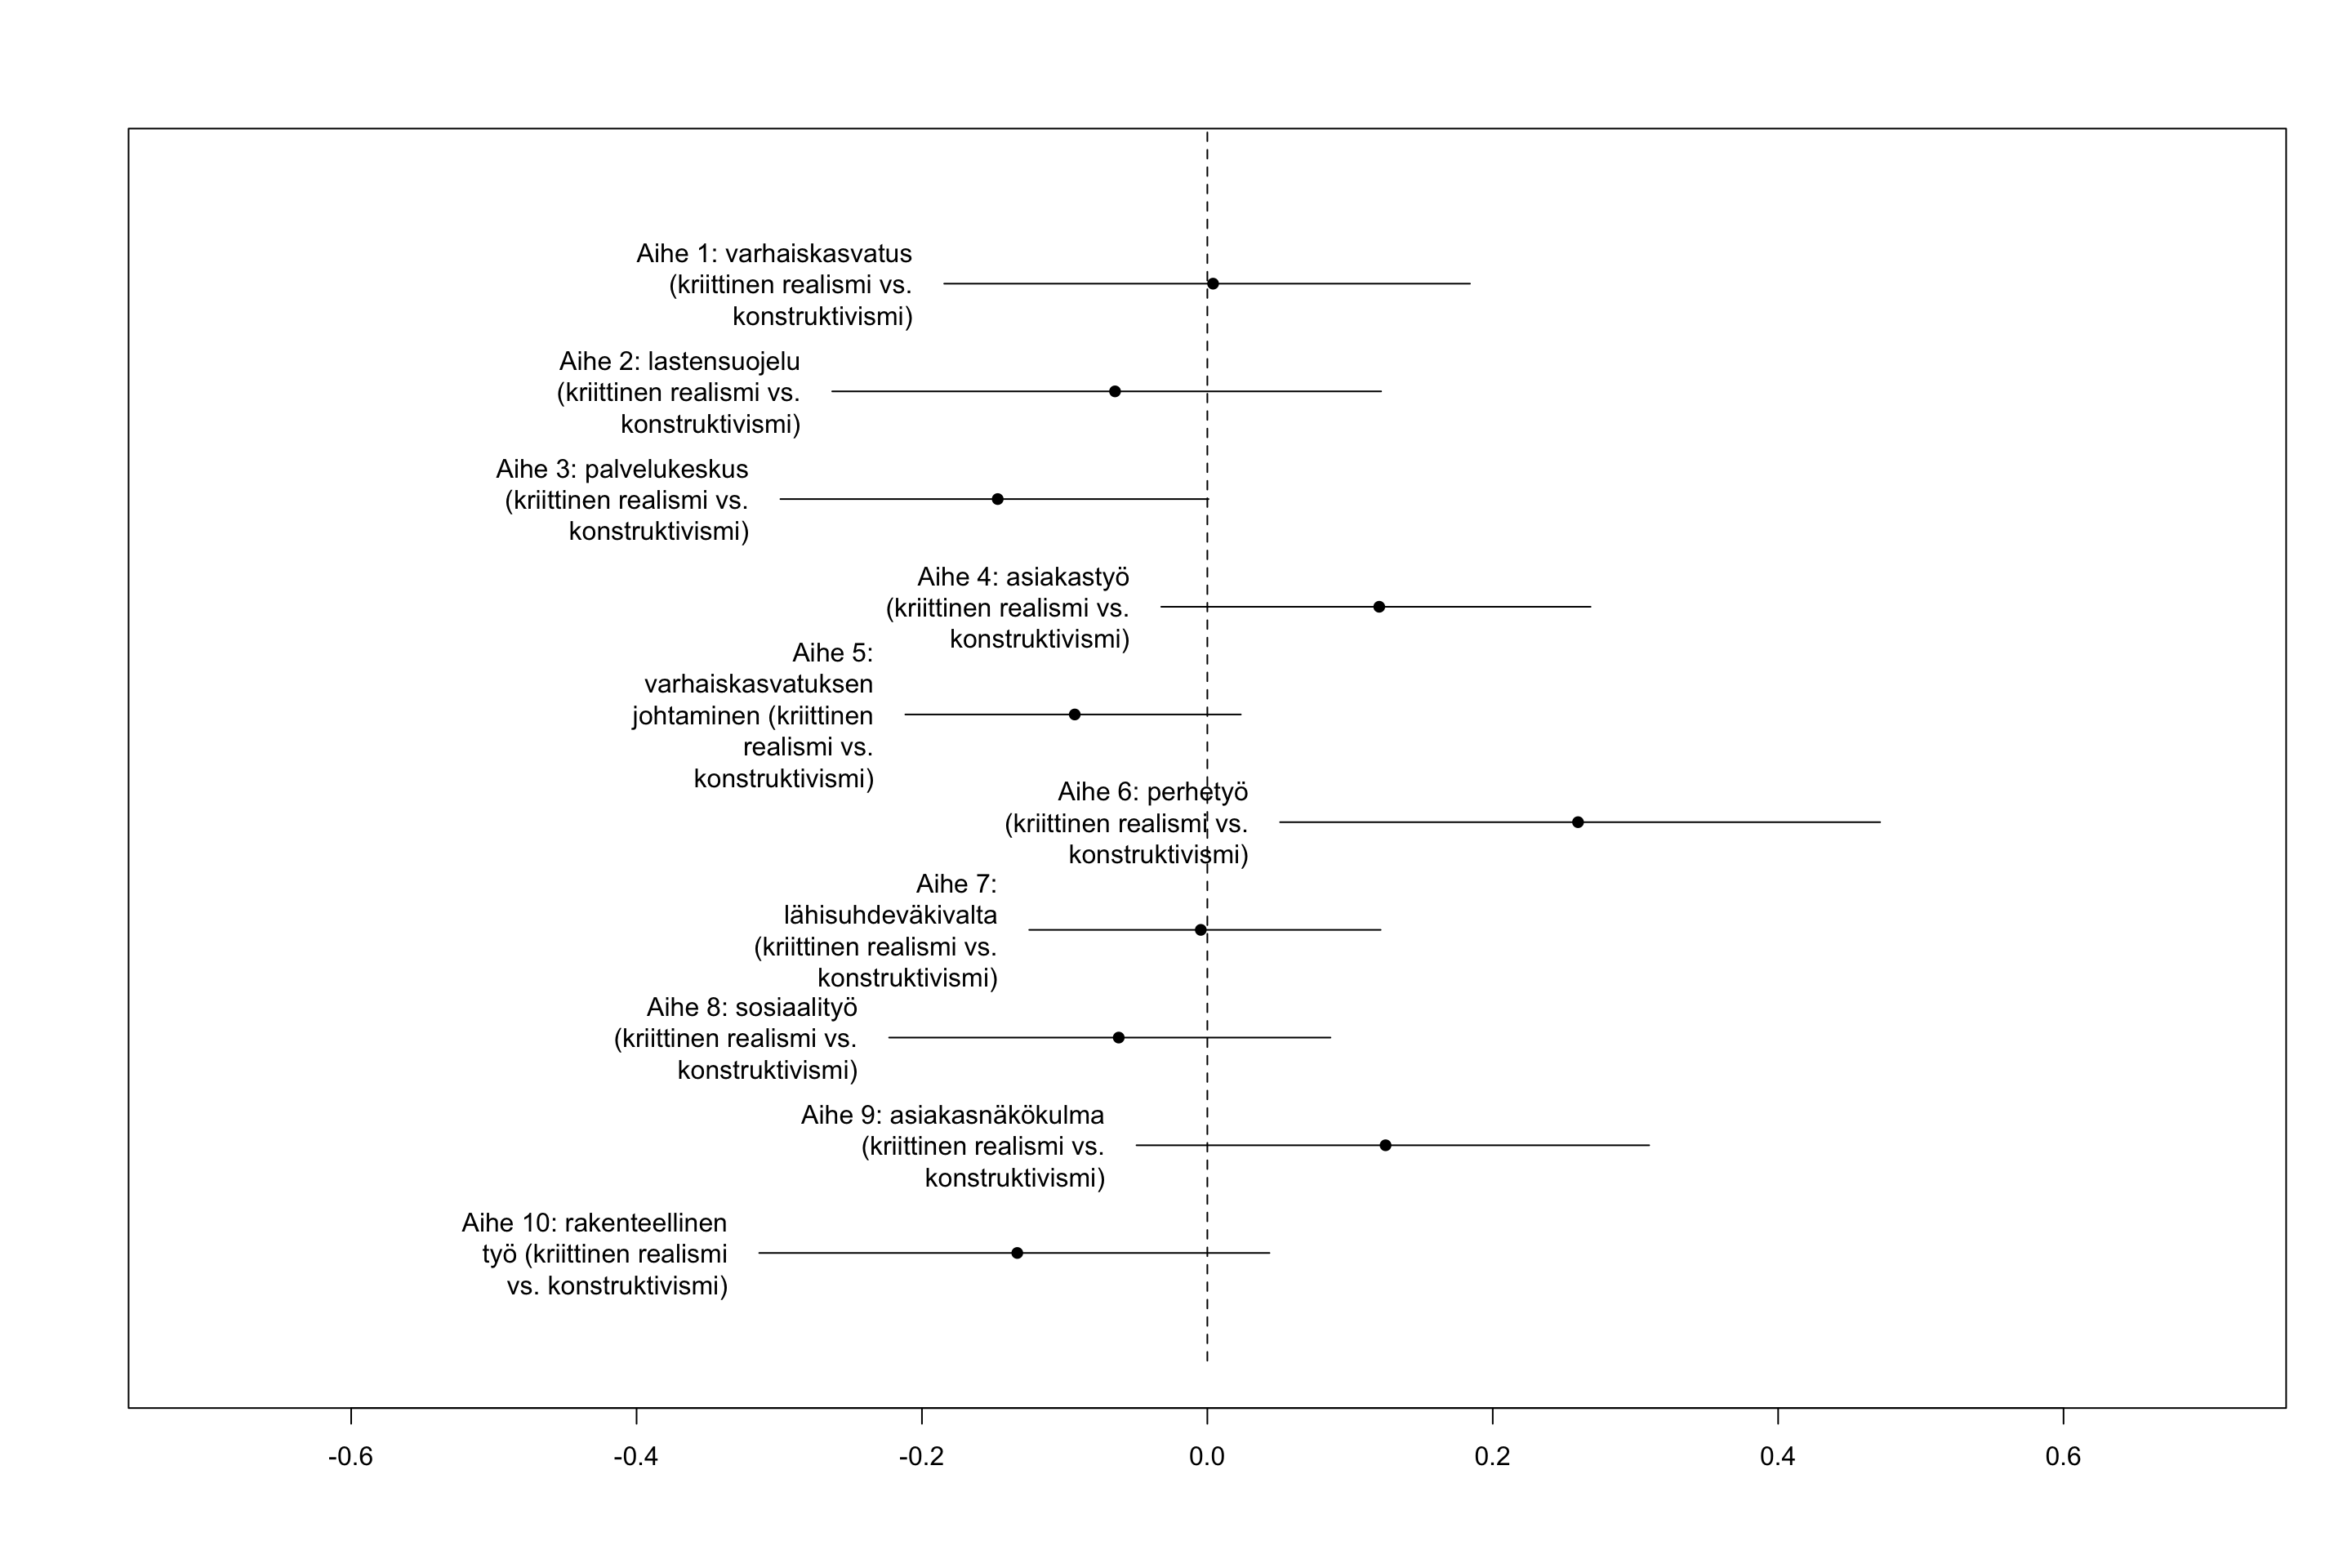 Aihe 1: varhaiskasvatus
(kriittinen realismi vs.
konstruktivismi)
Aihe 2: lastensuojelu
(kriittinen realismi vs.
konstruktivismi)
Aihe 3: palvelukeskus
(kriittinen realismi vs.
konstruktivismi)
Aihe 4: asiakastyö
(kriittinen realismi vs.
konstruktivismi)
Aihe 5:
varhaiskasvatuksen
johtaminen (kriittinen
realismi vs.
konstruktivismi)
Aihe 6: perhetyö
(kriittinen realismi vs.
konstruktivismi)
Aihe 7:
lähisuhdeväkivalta
(kriittinen realismi vs.
konstruktivismi)
Aihe 8: sosiaalityö
(kriittinen realismi vs.
konstruktivismi)
Aihe 9: asiakasnäkökulma
(kriittinen realismi vs.
konstruktivismi)
Aihe 10: rakenteellinen
työ (kriittinen realismi
vs. konstruktivismi)
-0.6 -0.4 -0.2 0.0 0.2 0.4 0.6